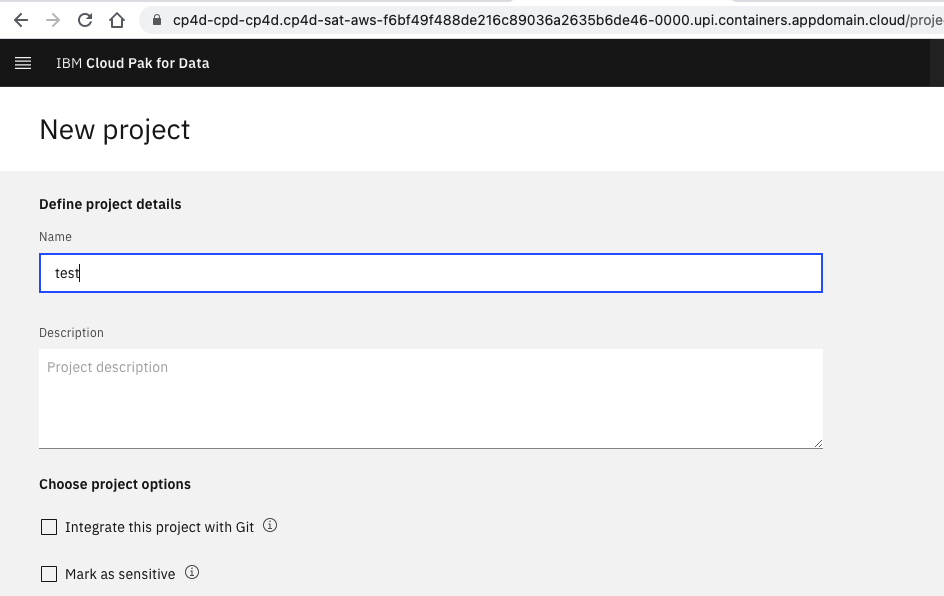 cp4d-cpd-cp4d.cp4d-sat-aws-f6bf49f488de216c89036a2635b6de46-0000.upi.containers.appdomain.cloud/proje
IBM Cloud Pak for Data
New project
Define project details
Name
test
Description
Project description
Choose project options
Integrate this project with Git
Mark as sensitive